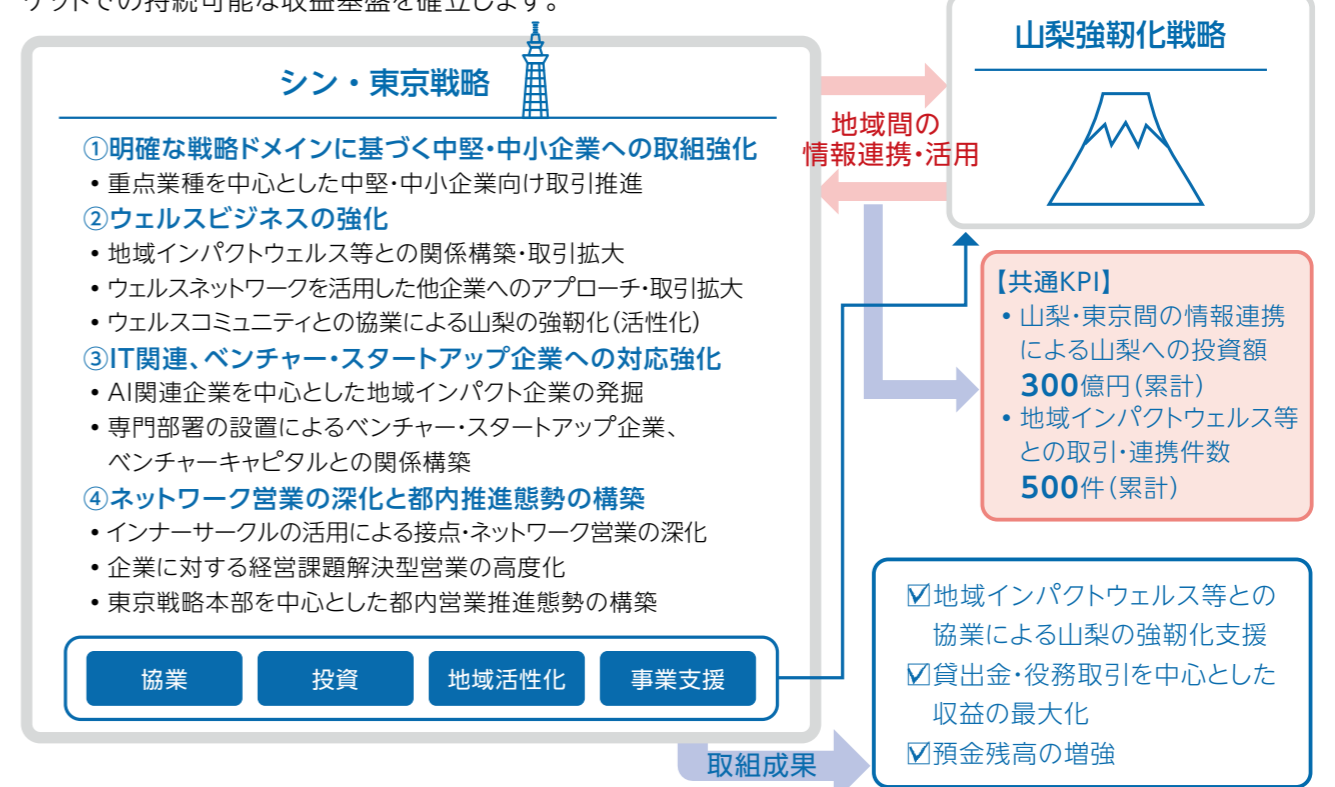 ケットでの持続可能な収益基盤を確立します。
シン・東京戦略
①明確な戦略ドメインに基づく中堅・中小企業への取組強化
•重点業種を中心とした中堅・中小企業向け取引推進
②ウェルスビジネスの強化
•地域インパクトウェルス等との関係構築・取引拡大
•ウェルスネットワークを活用した他企業へのアプローチ・取引拡大
•ウェルスコミュニティとの協業による山梨の強靭化(活性化)
③IT関連、ベンチャー・スタートアップ企業への対応強化
•AI関連企業を中心とした地域インパクト企業の発掘
•専門部署の設置によるベンチャー・スタートアップ企業、
ベンチャーキャピタルとの関係構築
④ネットワーク営業の深化と都内推進態勢の構築
•インナーサークルの活用による接点・ネットワーク営業の深化
•企業に対する経営課題解決型営業の高度化
•東京戦略本部を中心とした都内営業推進態勢の構築
協業
投資
地域活性化
事業支援
地域間の
情報連携・活用
山梨強靭化戦略
【共通KPI】
•山梨・東京間の情報連携
による山梨への投資額
300億円(累計)
•地域インパクトウェルス等
との取引・連携件数
500件(累計)
取組成果
☑地域インパクトウェルス等との
協業による山梨の強靭化支援
☑貸出金・役務取引を中心とした
収益の最大化
☑預金残高の増強